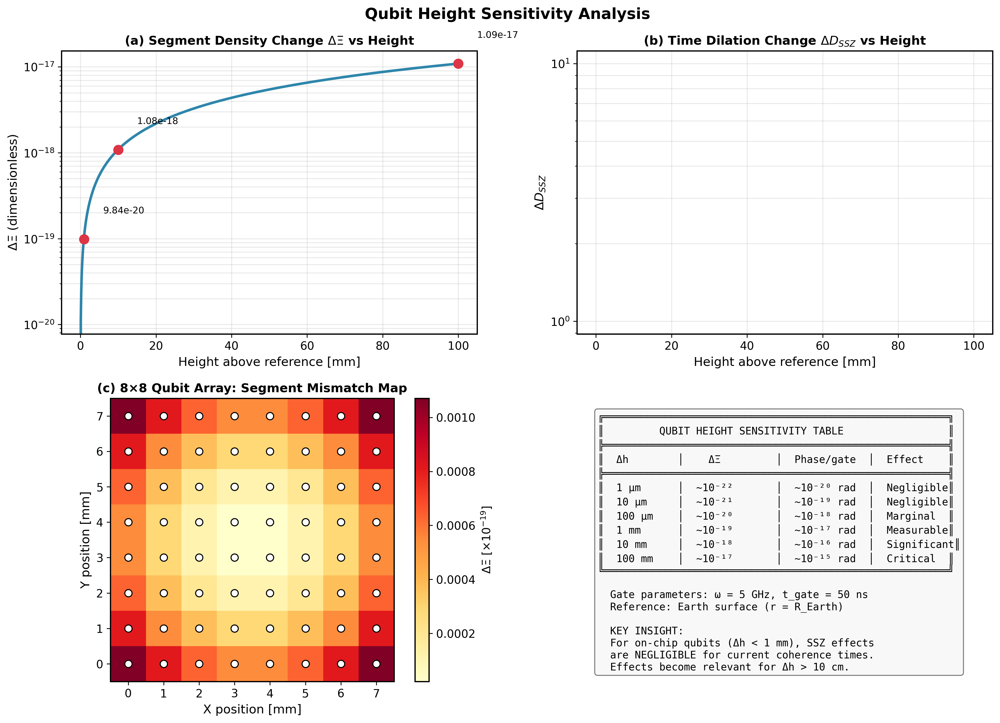 Qubit Height Sensitivity Analysis
(a) Segment Density Change ΔΞ vs Height
1.09e-17
10⁻¹⁷
1.08e-18
10⁻¹⁸
9.84e-20
10⁻¹⁹
10⁻²⁰
ΔΞ (dimensionless)
0 20 40 60 80 100
Height above reference [mm]
(b) Time Dilation Change ΔD_SSZ vs Height
10¹
10⁰
ΔD_SSZ
0 20 40 60 80 100
Height above reference [mm]
(c) 8×8 Qubit Array: Segment Mismatch Map
7
6
5
4
3
2
1
0
Y position [mm]
0 1 2 3 4 5 6 7
X position [mm]
0.0010
0.0008
0.0006
0.0004
0.0002
ΔΞ [×10⁻¹⁹]
QUBIT HEIGHT SENSITIVITY TABLE
Δh | ΔΞ | Phase/gate | Effect
1 µm | ~10⁻²² | ~10⁻²⁰ rad | Negligible
10 µm | ~10⁻²¹ | ~10⁻¹⁹ rad | Negligible
100 µm | ~10⁻²⁰ | ~10⁻¹⁸ rad | Marginal
1 mm | ~10⁻¹⁹ | ~10⁻¹⁷ rad | Measurable
10 mm | ~10⁻¹⁸ | ~10⁻¹⁶ rad | Significant
100 mm | ~10⁻¹⁷ | ~10⁻¹⁵ rad | Critical
Gate parameters: ω = 5 GHz, t_gate = 50 ns
Reference: Earth surface (r = R_Earth)
KEY INSIGHT:
For on-chip qubits (Δh < 1 mm), SSZ effects
are NEGLIGIBLE for current coherence times.
Effects become relevant for Δh > 10 cm.